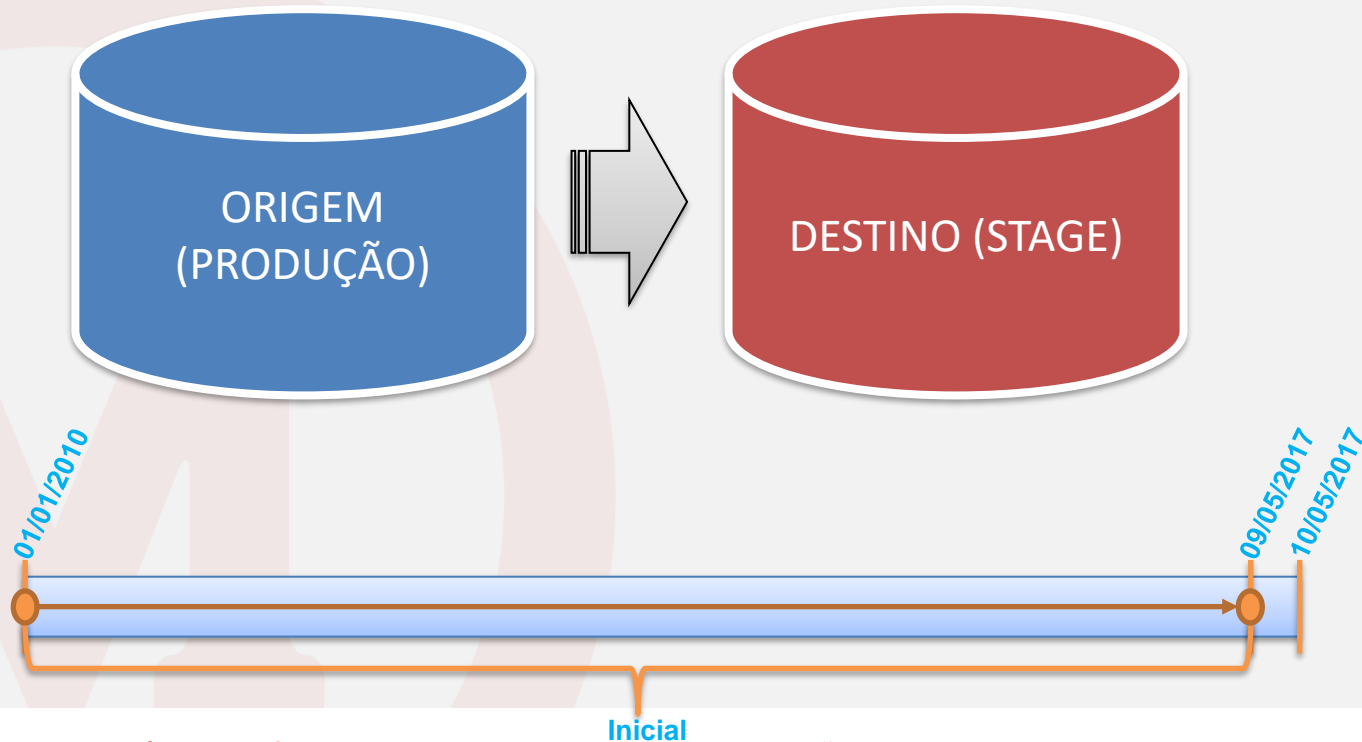 ORIGEM
(PRODUÇÃO)
DESTINO (STAGE)
01/01/2010
09/05/2017
10/05/2017
Inicial